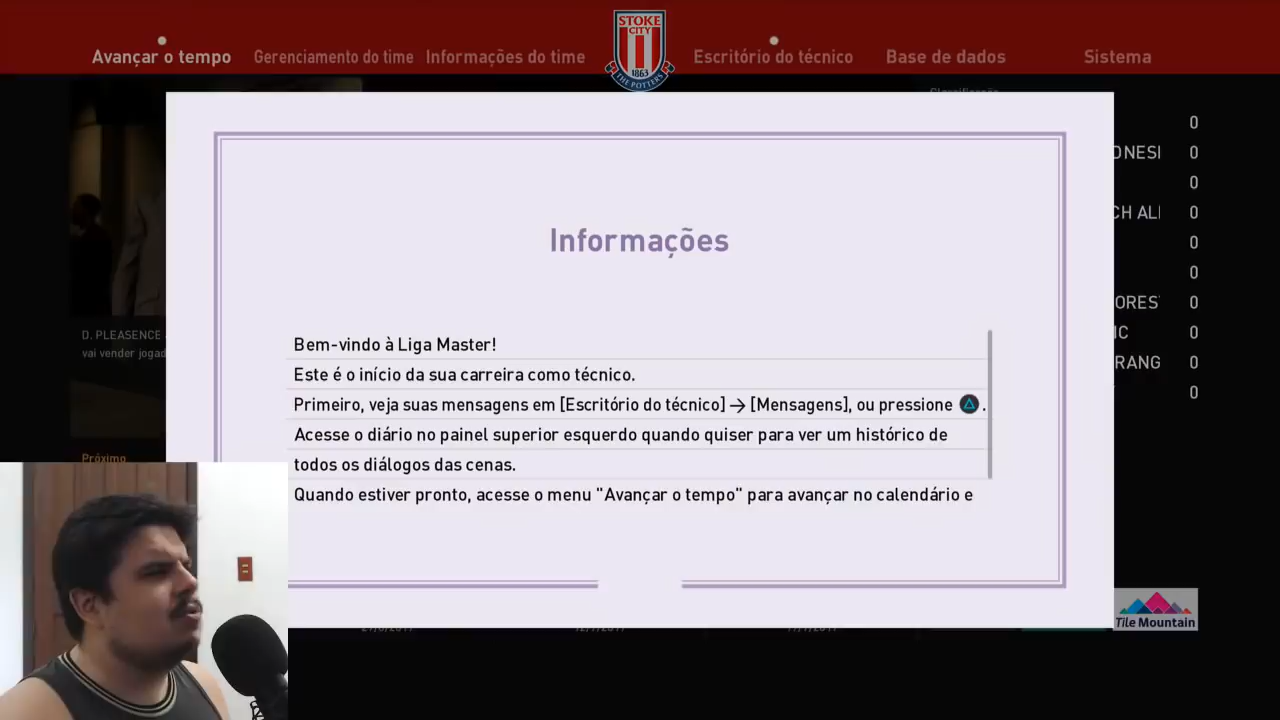 STOKE
CITY
1863
THE POTTERS
Avançar o tempo
Gerenciamento do time
Informações do time
Escritório do técnico
Base de dados
Sistema
Classificação
0
ONESI 0
0
CH ALI 0
0
0
ORES 0
IC 0
RANG 0
0
D. PLEASENCE
vai vender jogad
Próximo
Informações
Bem-vindo à Liga Master!
Este é o início da sua carreira como técnico.
Primeiro, veja suas mensagens em [Escritório do técnico] → [Mensagens], ou pressione .
Acesse o diário no painel superior esquerdo quando quiser para ver um histórico de
todos os diálogos das cenas.
Quando estiver pronto, acesse o menu "Avançar o tempo" para avançar no calendário e
Tile Mountain